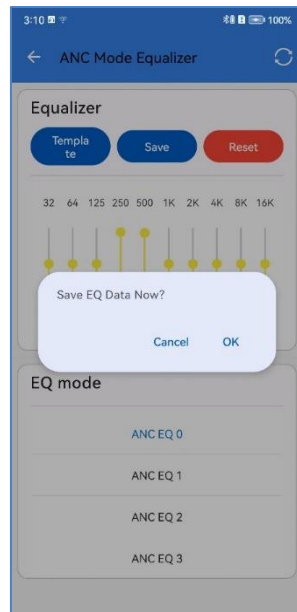 3:10 100%
ANC Mode Equalizer
Equalizer
Templa
te
Save
Reset
32 64 125 250 500 1K 2K 4K 8K 16K
Save EQ Data Now?
Cancel OK
EQ mode
ANC EQ 0
ANC EQ 1
ANC EQ 2
ANC EQ 3